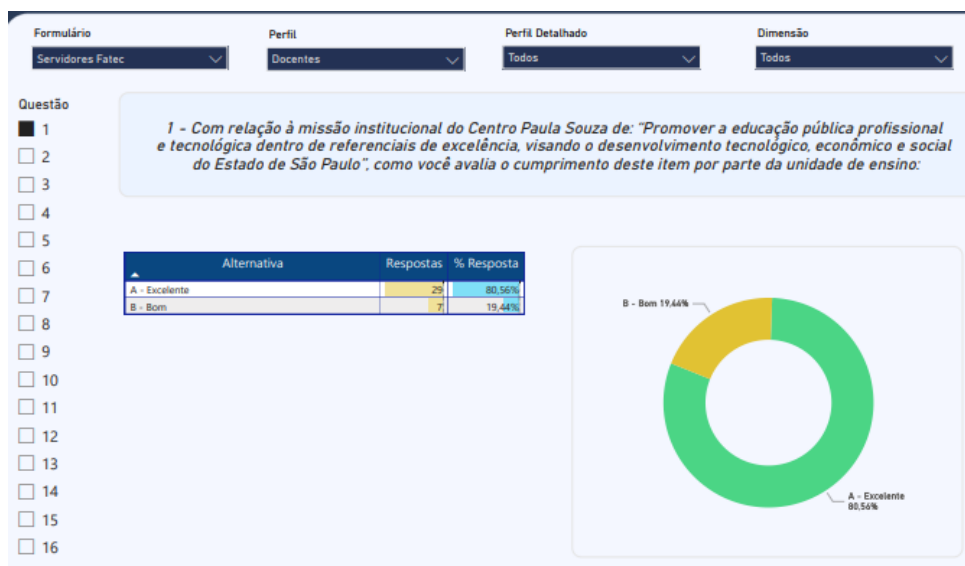 Formulário
Perfil
Perfil Detalhado
Dimensão
Servidores Fatec
Docentes
Todos
Todos
Questão
1
2
3
4
5
6
7
8
9
10
11
12
13
14
15
16
1 - Com relação à missão institucional do Centro Paula Souza de: “Promover a educação pública profissional
e tecnológica dentro de referenciais de excelência, visando o desenvolvimento tecnológico, econômico e social
do Estado de São Paulo”, como você avalia o cumprimento deste item por parte da unidade de ensino:
Alternativa Respostas % Resposta
A - Excelente 29 80,56%
B - Bom 7 19,44%
B - Bom 19,44%
A - Excelente
80,56%